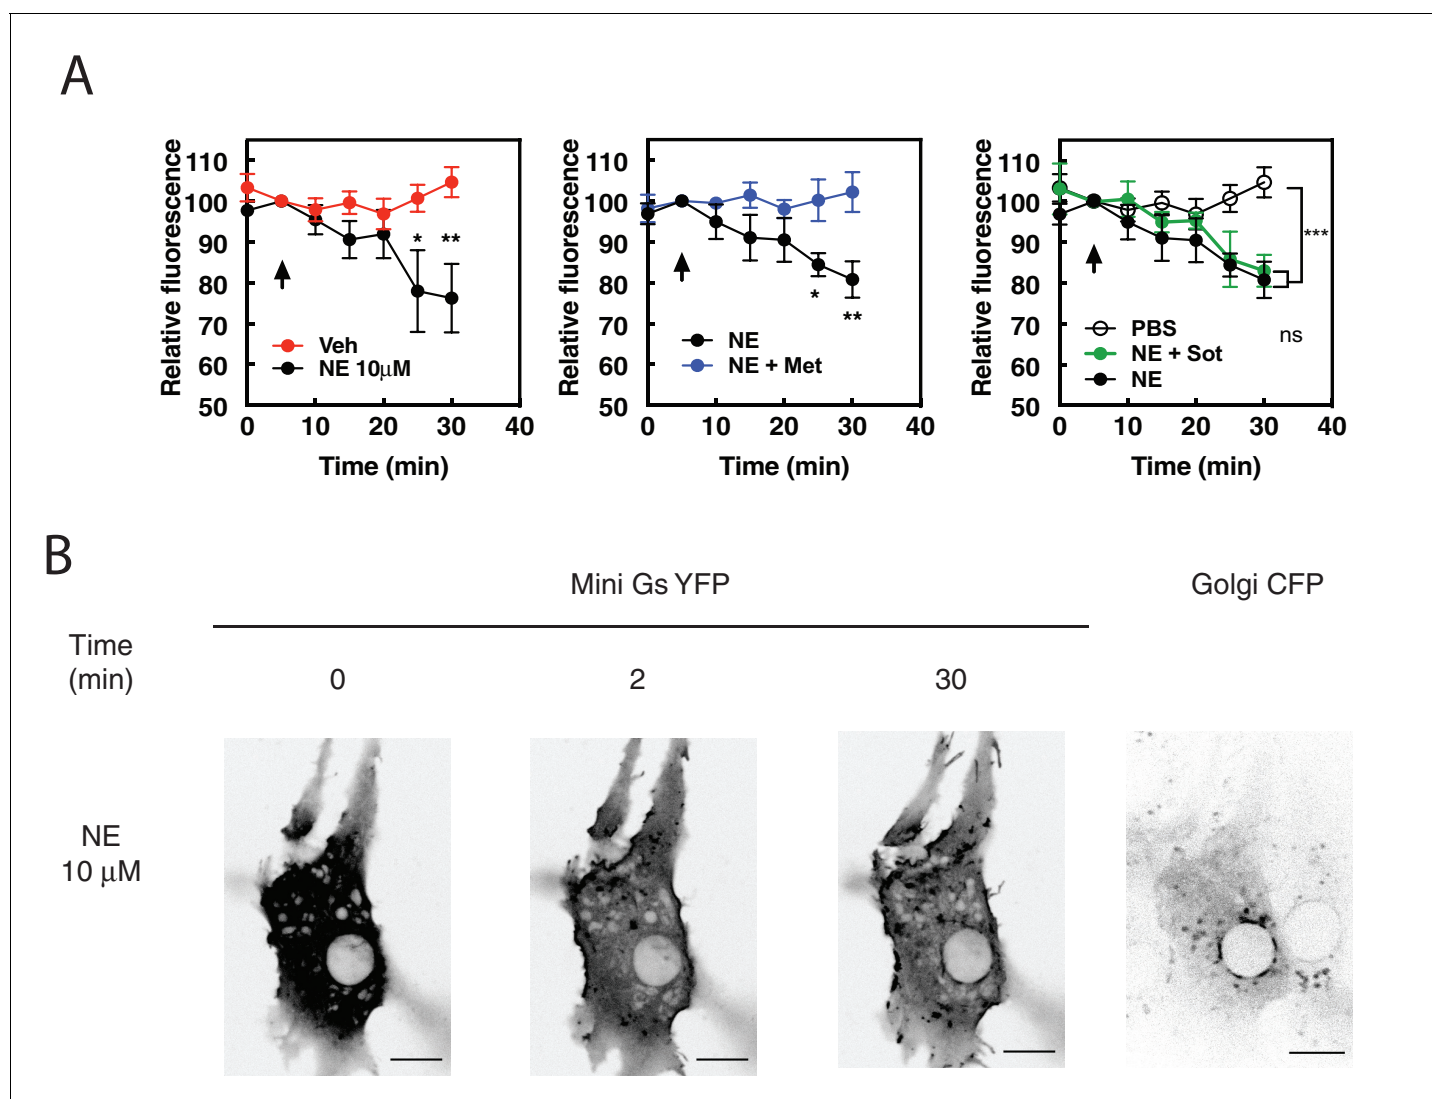 A
Relative fluorescence
110
100
90
80
70
60
50
0 10 20 30 40
Time (min)
* **
Veh
NE 10μM
Relative fluorescence
110
100
90
80
70
60
50
0 10 20 30 40
Time (min)
*
**
NE
NE + Met
Relative fluorescence
110
100
90
80
70
60
50
0 10 20 30 40
Time (min)
***
ns
PBS
NE + Sot
NE
B
Mini Gs YFP
Golgi CFP
Time
(min)
0 2 30
NE
10 μM